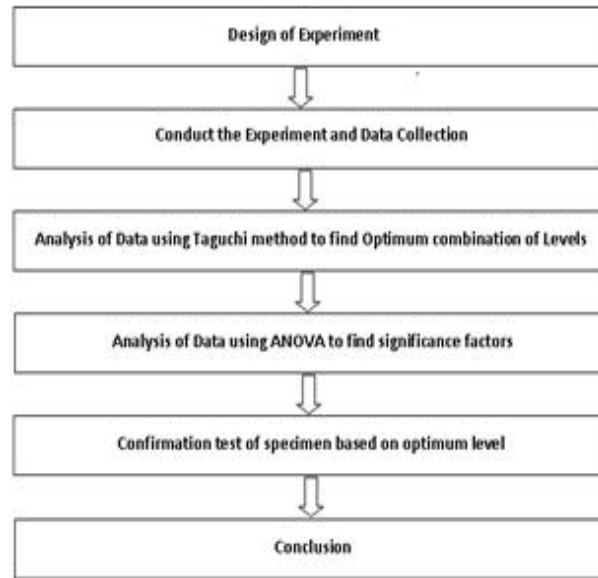 Design of Experiment
Conduct the Experiment and Data Collection
Analysis of Data using Taguchi method to find Optimum combination of Levels
Analysis of Data using ANOVA to find significance factors
Confirmation test of specimen based on optimum level
Conclusion